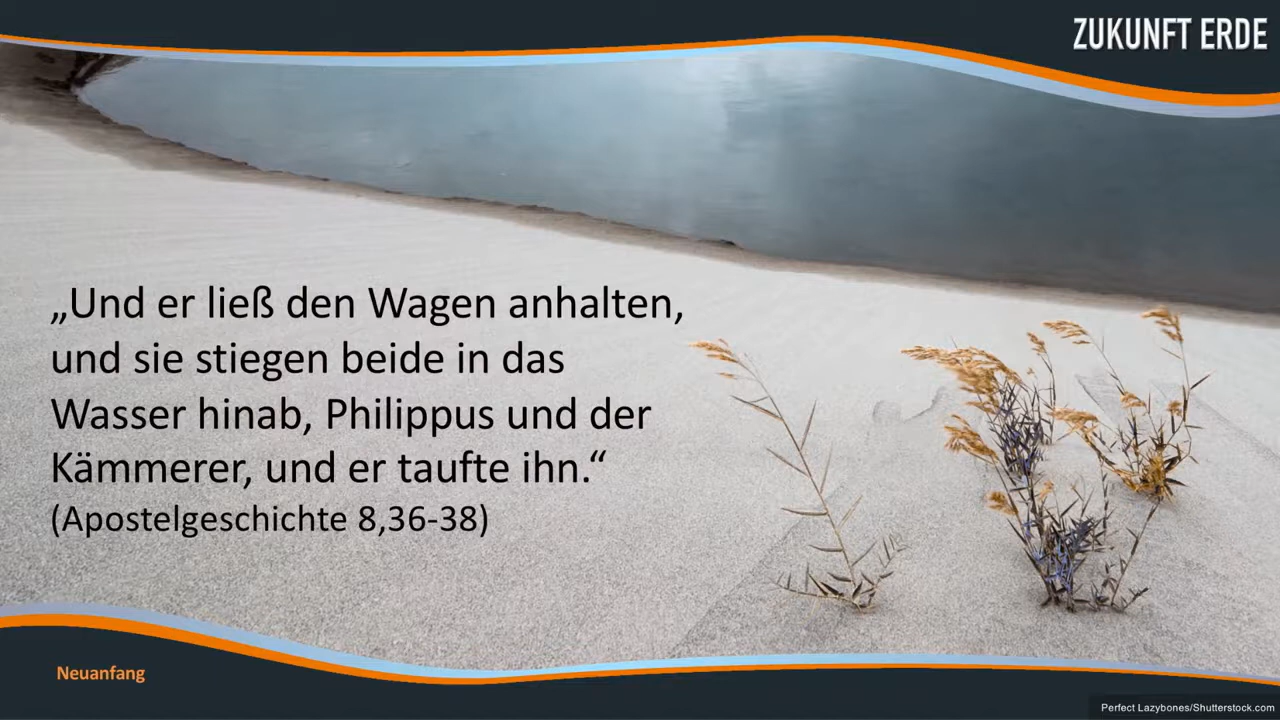 ZUKUNFT ERDE
„Und er ließ den Wagen anhalten,
und sie stiegen beide in das
Wasser hinab, Philippus und der
Kämmerer, und er taufte ihn.“
(Apostelgeschichte 8,36-38)
Neuanfang
Perfect Lazybones/Shutterstock.com